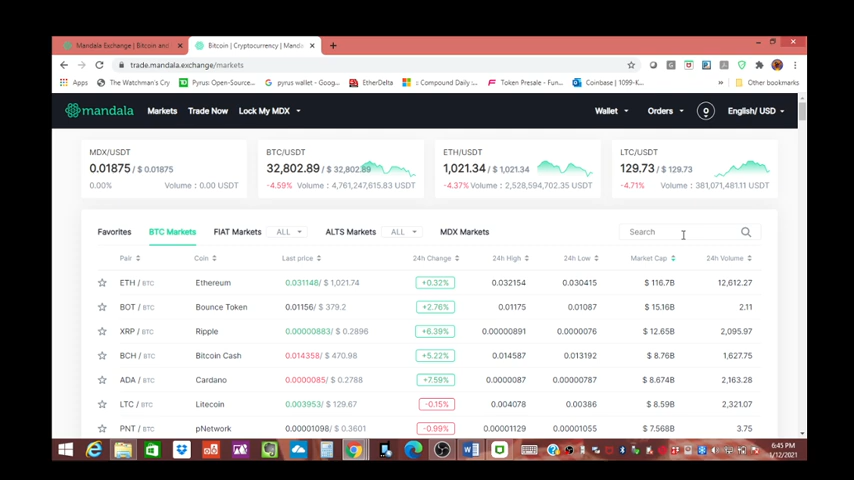 Mandala Exchange | Bitcoin and
Bitcoin | Cryptocurrency | Manda
trade.mandala.exchange/markets
Apps The Watchman's Cry Pyrus: Open-Source... pyrus wallet - Goog... EtherDelta ::Compound Daily :... Token Presale - Fun... Coinbase | 1099-K... » Other bookmarks
mandala Markets Trade Now Lock My MDX Wallet Orders English/ USD
MDX/USDT BTC/USDT ETH/USDT LTC/USDT
0.01875 / $ 0.01875 32,802.89 / $ 32,802.89 1,021.34 / $ 1,021.34 129.73 / $ 129.73
0.00% Volume : 0.00 USDT -4.59% Volume : 4,761,247,615.83 USDT -4.37% Volume : 2,528,594,702.35 USDT -4.71% Volume : 381,071,481.11 USDT
Favorites BTC Markets FIAT Markets ALL ALTS Markets ALL MDX Markets Search
Pair Coin Last price 24h Change 24h High 24h Low Market Cap 24h Volume
ETH / BTC Ethereum 0.031148/ $ 1,021.74 +0.32% 0.032154 0.030415 $ 116.7B 12,612.27
BOT / BTC Bounce Token 0.01156/ $ 379.2 +2.76% 0.01175 0.01087 $ 15.16B 2.11
XRP / BTC Ripple 0.00000883/ $ 0.2896 +6.39% 0.00000891 0.0000076 $ 12.65B 2,095.97
BCH / BTC Bitcoin Cash 0.014358/ $ 470.98 +5.22% 0.014587 0.013192 $ 8.76B 1,627.75
ADA / BTC Cardano 0.0000085/ $ 0.2788 +7.59% 0.0000087 0.00000787 $ 8.674B 2,163.28
LTC / BTC Litecoin 0.003953/ $ 129.67 -0.15% 0.004078 0.00386 $ 8.59B 2,321.07
PNT / BTC pNetwork 0.00001098/ $ 0.3601 -0.99% 0.00001129 0.00001055 $ 7.568B 3.75
6:45 PM
1/12/2021